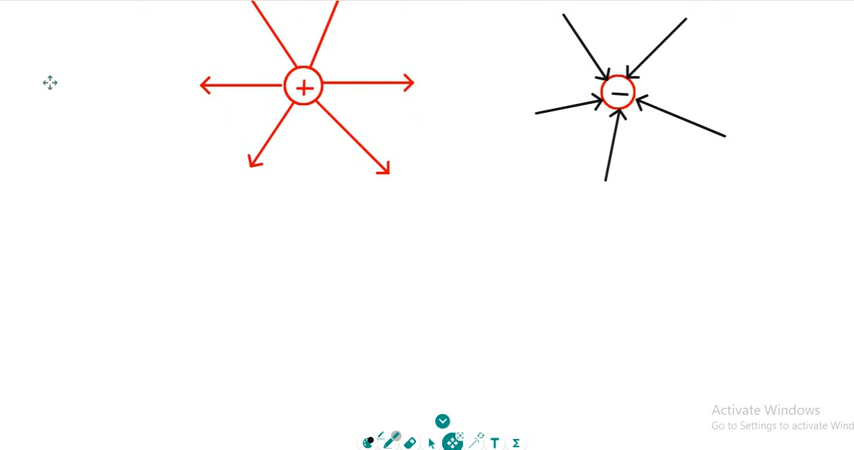 +
−
Activate Windows
Go to Settings to activate Wind
T
Σ